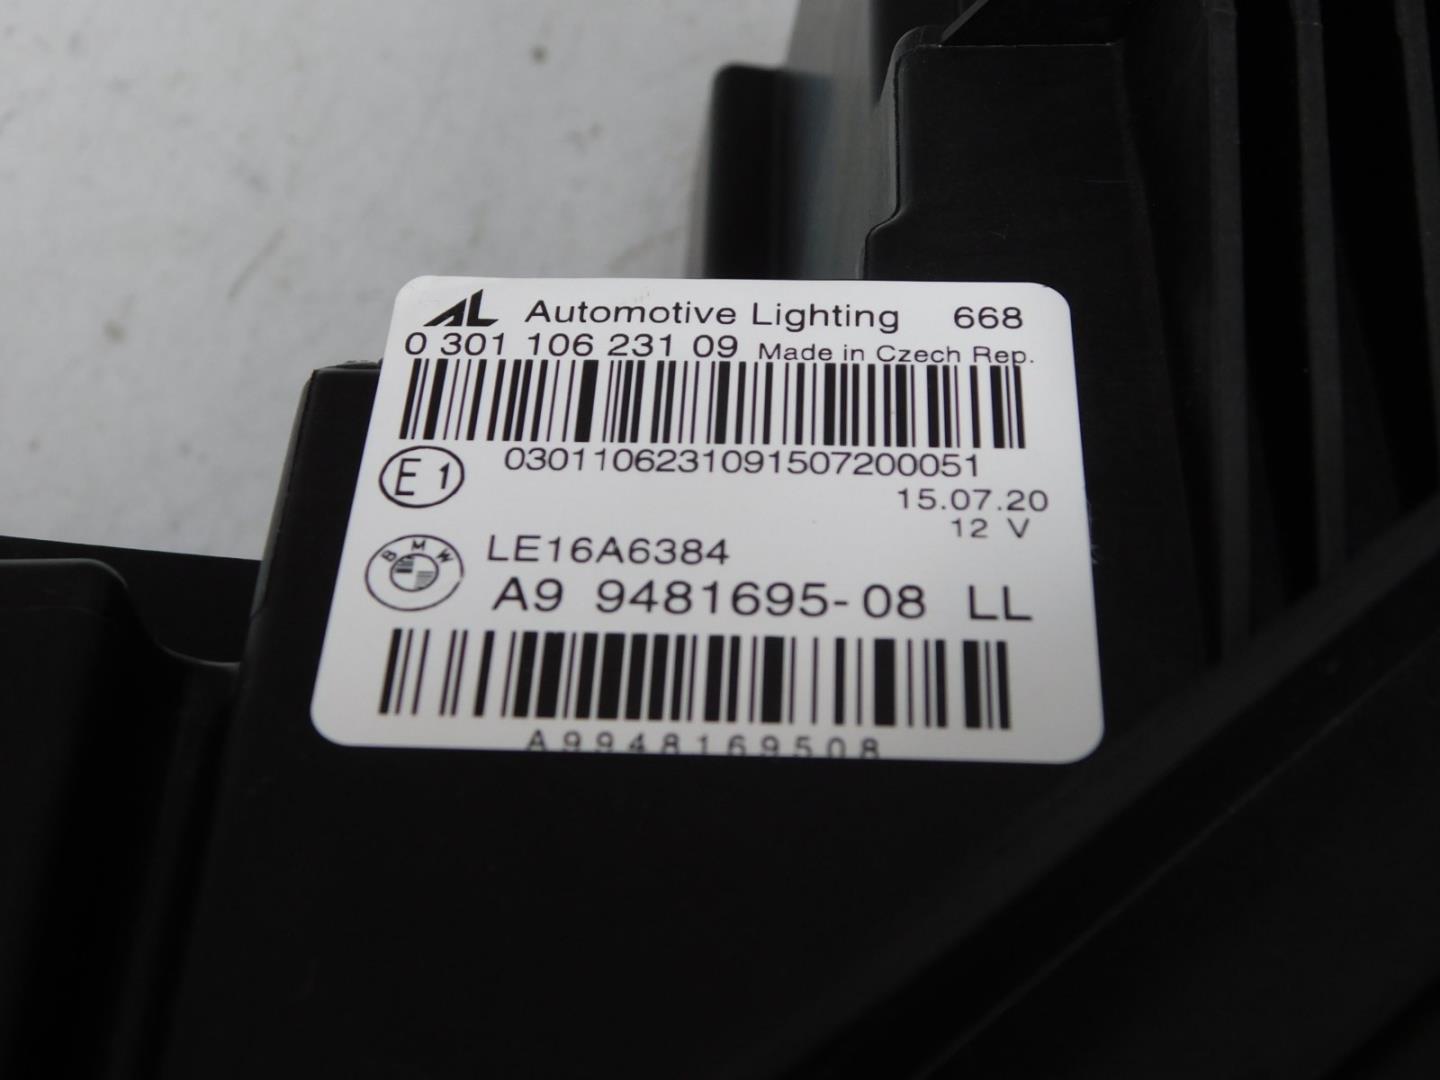 AL Automotive Lighting 668
0 301 106 231 09 Made in Czech Rep.
E1
0301106231091507200051
15.07.20
12 V
BMW
LE16A6384
A9 9481695-08 LL
A9948169508